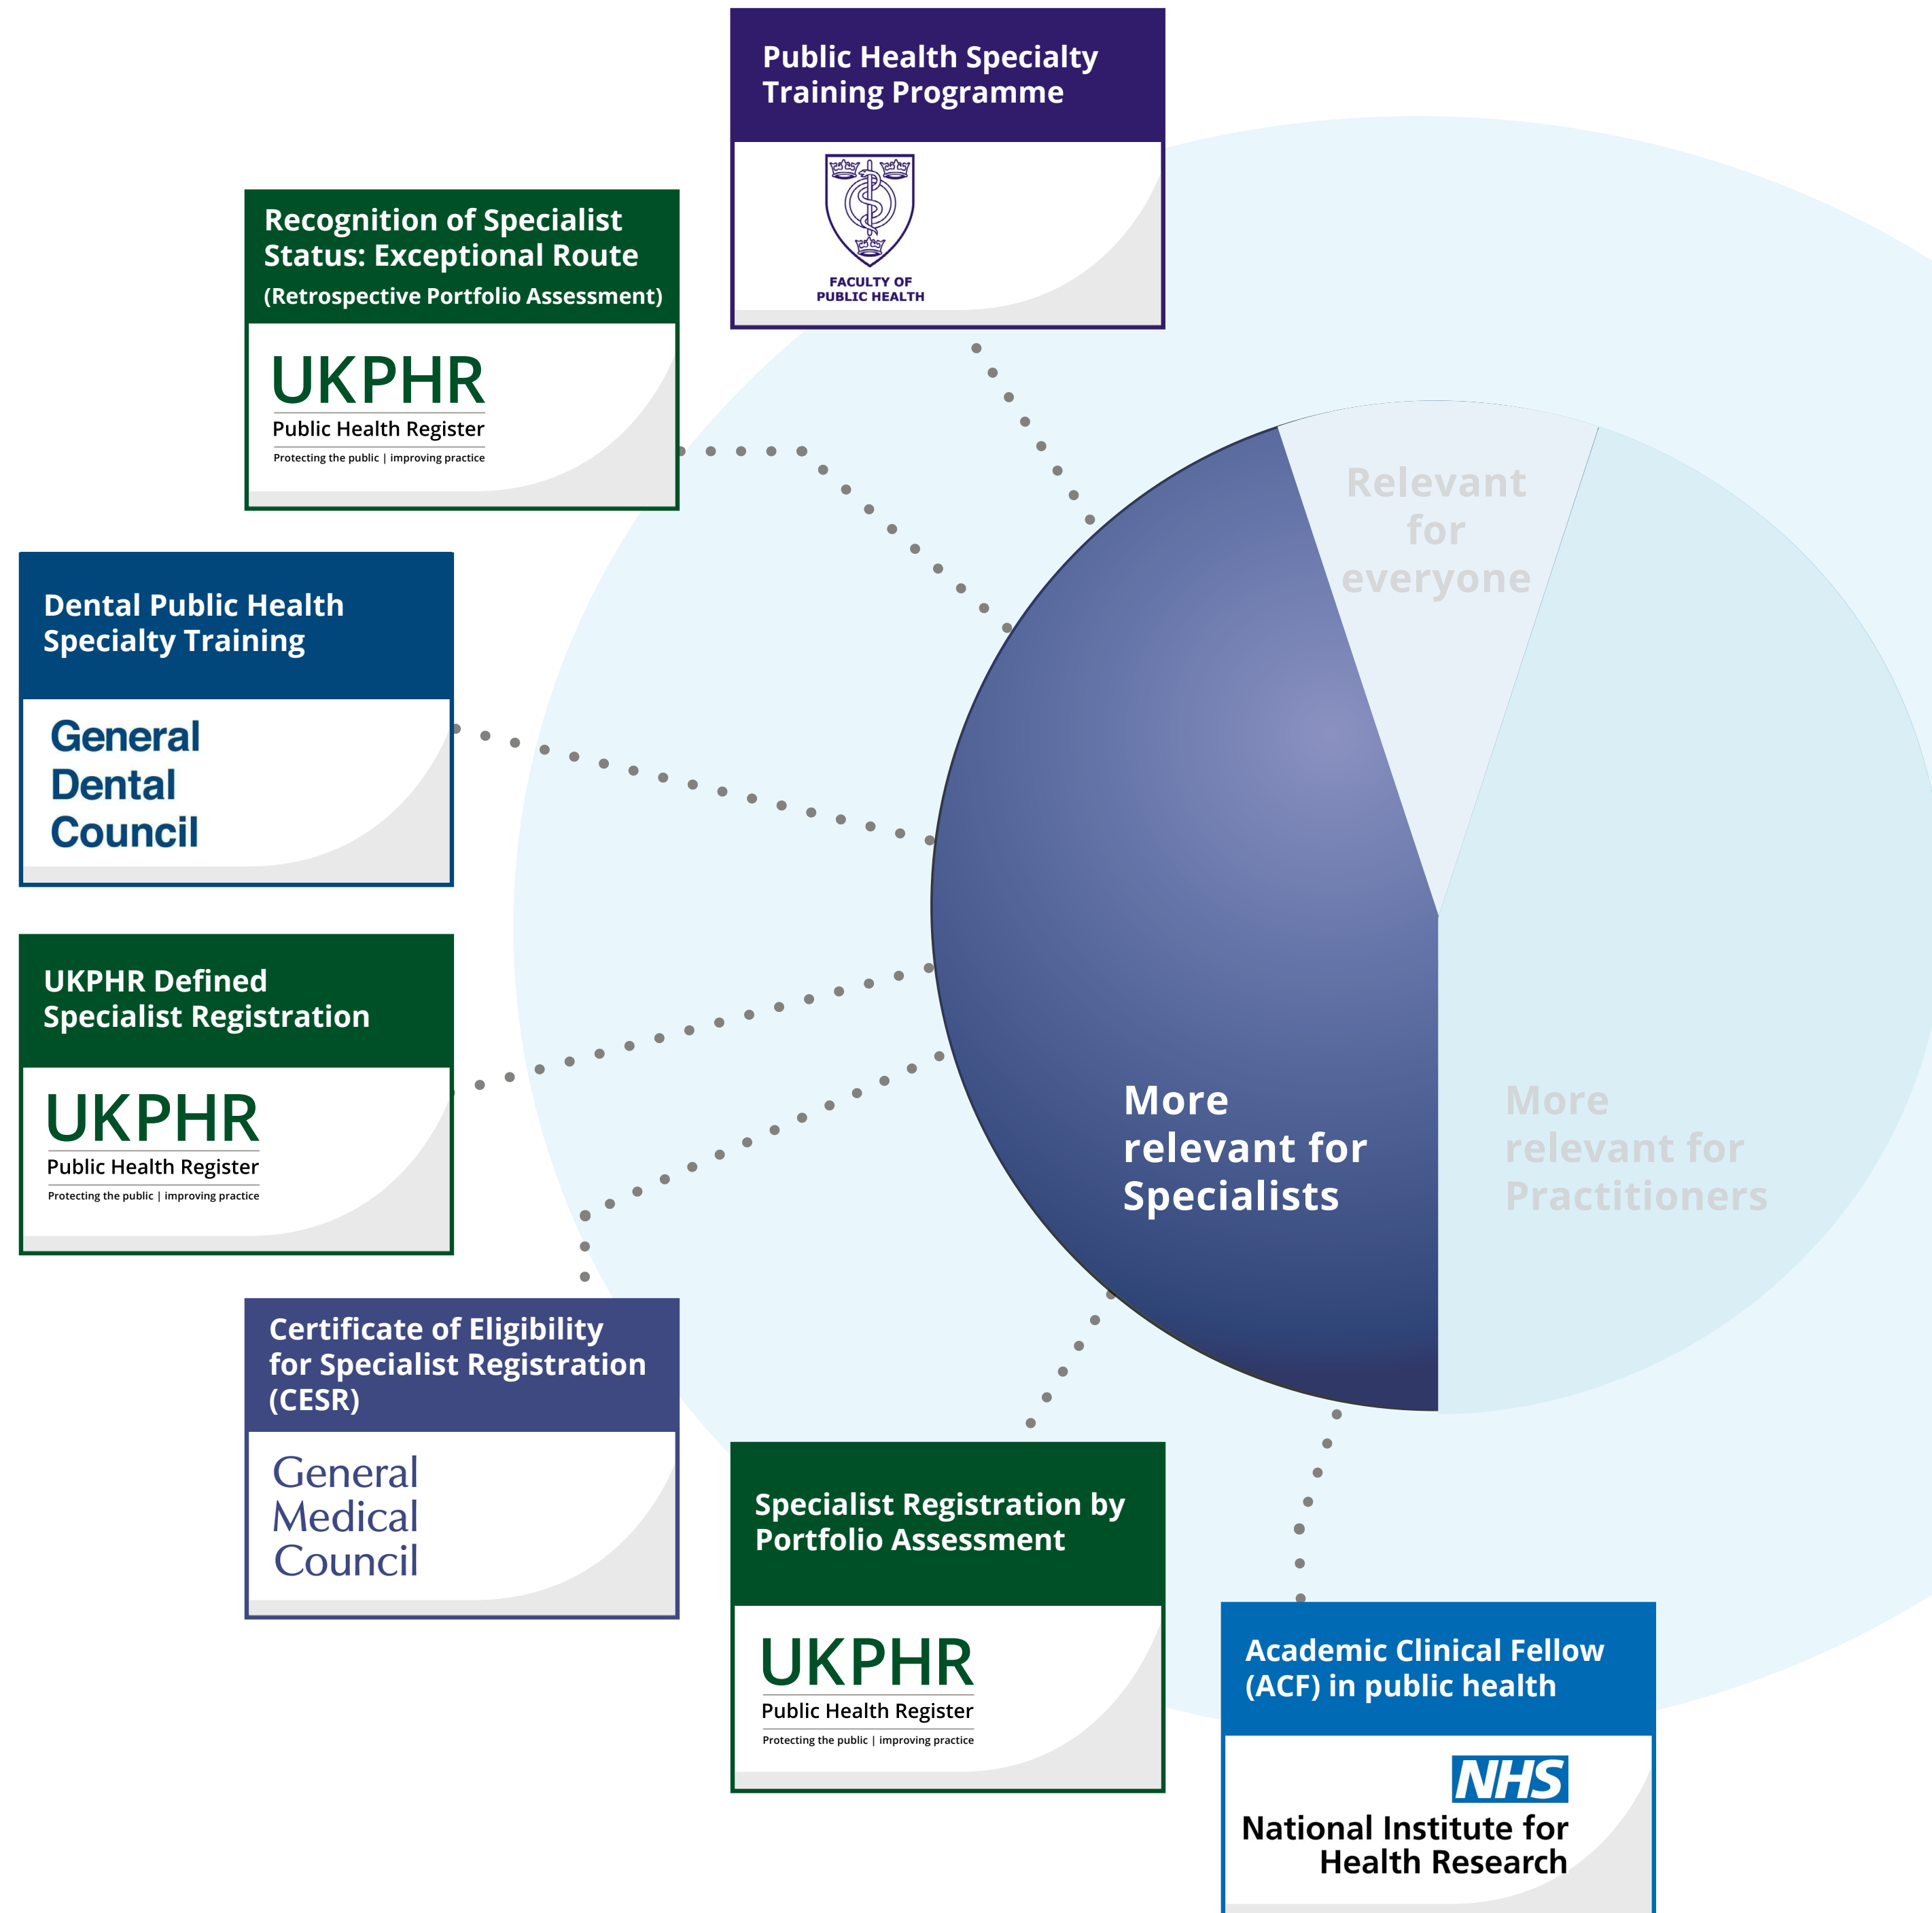 Public Health Specialty
Training Programme
FACULTY OF
PUBLIC HEALTH
Recognition of Specialist
Status: Exceptional Route
(Retrospective Portfolio Assessment)
UKPHR
Public Health Register
Protecting the public | improving practice
Relevant
for
everyone
Dental Public Health
Specialty Training
General
Dental
Council
UKPHR Defined
Specialist Registration
UKPHR
Public Health Register
Protecting the public | improving practice
More
relevant for
Specialists
More
relevant for
Practitioners
Certificate of Eligibility
for Specialist Registration
(CESR)
General
Medical
Council
Specialist Registration by
Portfolio Assessment
UKPHR
Public Health Register
Protecting the public | improving practice
Academic Clinical Fellow
(ACF) in public health
NHS
National Institute for
Health Research